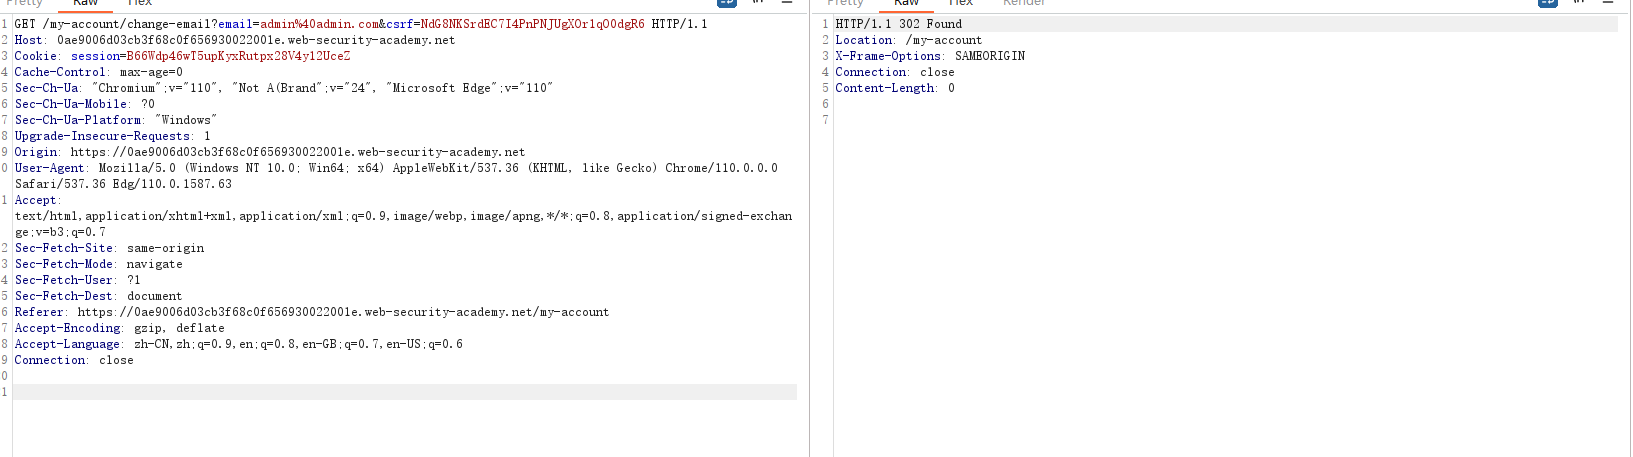 Pretty Raw Hex
1 GET /my-account/change-email?email=admin%40admin.com&csrf=NdG8NKSrdEC7I4PnPNJUgXOr1qO0dgR6 HTTP/1.1
2 Host: 0ae9006d03cb3f68c0f656930022001e.web-security-academy.net
3 Cookie: session=B66Wdp46wT5upKyxRutpx28V4yl2UceZ
4 Cache-Control: max-age=0
5 Sec-Ch-Ua: "Chromium";v="110", "Not A(Brand";v="24", "Microsoft Edge";v="110"
6 Sec-Ch-Ua-Mobile: ?0
7 Sec-Ch-Ua-Platform: "Windows"
8 Upgrade-Insecure-Requests: 1
9 Origin: https://0ae9006d03cb3f68c0f656930022001e.web-security-academy.net
0 User-Agent: Mozilla/5.0 (Windows NT 10.0; Win64; x64) AppleWebKit/537.36 (KHTML, like Gecko) Chrome/110.0.0.0
Safari/537.36 Edg/110.0.1587.63
1 Accept:
text/html,application/xhtml+xml,application/xml;q=0.9,image/webp,image/apng,*/*;q=0.8,application/signed-exchan
ge;v=b3;q=0.7
2 Sec-Fetch-Site: same-origin
3 Sec-Fetch-Mode: navigate
4 Sec-Fetch-User: ?1
5 Sec-Fetch-Dest: document
6 Referer: https://0ae9006d03cb3f68c0f656930022001e.web-security-academy.net/my-account
7 Accept-Encoding: gzip, deflate
8 Accept-Language: zh-CN,zh;q=0.9,en;q=0.8,en-GB;q=0.7,en-US;q=0.6
9 Connection: close
0
1
Pretty Raw Hex Render
1 HTTP/1.1 302 Found
2 Location: /my-account
3 X-Frame-Options: SAMEORIGIN
4 Connection: close
5 Content-Length: 0
6
7